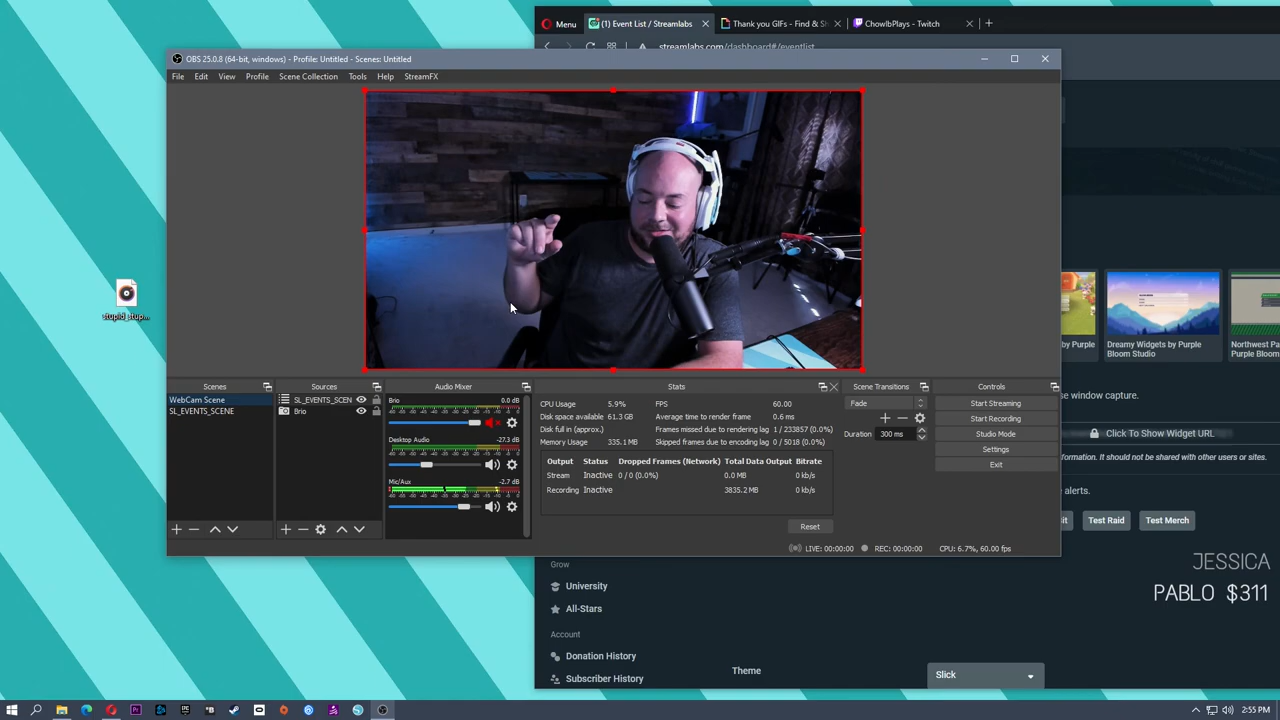 Menu
(1) Event List / Streamlabs
Thank you GIFs - Find & Sh
ChowlbPlays - Twitch
streamlabs.com/dashboard#/eventlist
OBS 25.0.8 (64-bit, windows) - Profile: Untitled - Scenes: Untitled
File Edit View Profile Scene Collection Tools Help StreamFX
stupid_stup...
Scenes
WebCam Scene
SL_EVENTS_SCENE
Sources
SL_EVENTS_SCEN
Brio
Audio Mixer
Brio 0.0 dB
Desktop Audio -27.3 dB
Mic/Aux -2.7 dB
Stats
CPU Usage 5.9%
Disk space available 61.3 GB
Disk full in (approx.)
Memory Usage 335.1 MB
FPS 60.00
Average time to render frame 0.6 ms
Frames missed due to rendering lag 1 / 233857 (0.0%)
Skipped frames due to encoding lag 0 / 5018 (0.0%)
Output Status Dropped Frames (Network) Total Data Output Bitrate
Stream Inactive 0 / 0 (0.0%) 0.0 MB 0 kb/s
Recording Inactive 3835.2 MB 0 kb/s
Reset
Scene Transitions
Fade
Duration 300 ms
Controls
Start Streaming
Start Recording
Studio Mode
Settings
Exit
LIVE: 00:00:00 REC: 00:00:00 CPU: 6.7%, 60.00 fps
by Purple
Dreamy Widgets by Purple
Bloom Studio
Northwest Pa
Purple Bloom
se window capture.
Click To Show Widget URL
formation. It should not be shared with other users or sites.
e alerts.
it
Test Raid
Test Merch
JESSICA
PABLO $311
Grow
University
All-Stars
Account
Donation History
Subscriber History
Theme
Slick
2:55 PM